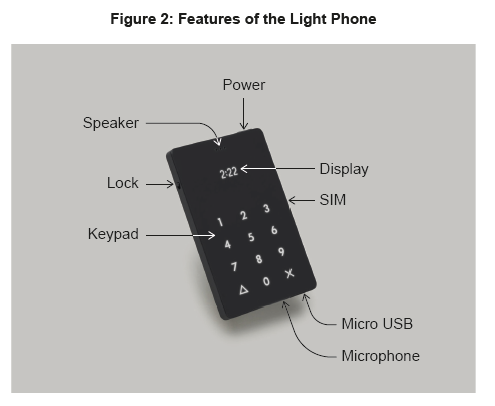 Figure 2: Features of the Light Phone
Power
Speaker
2:22
Display
Lock
SIM
1 2 3
Keypad
4 5 6
7 8 9
△ 0 ×
Micro USB
Microphone